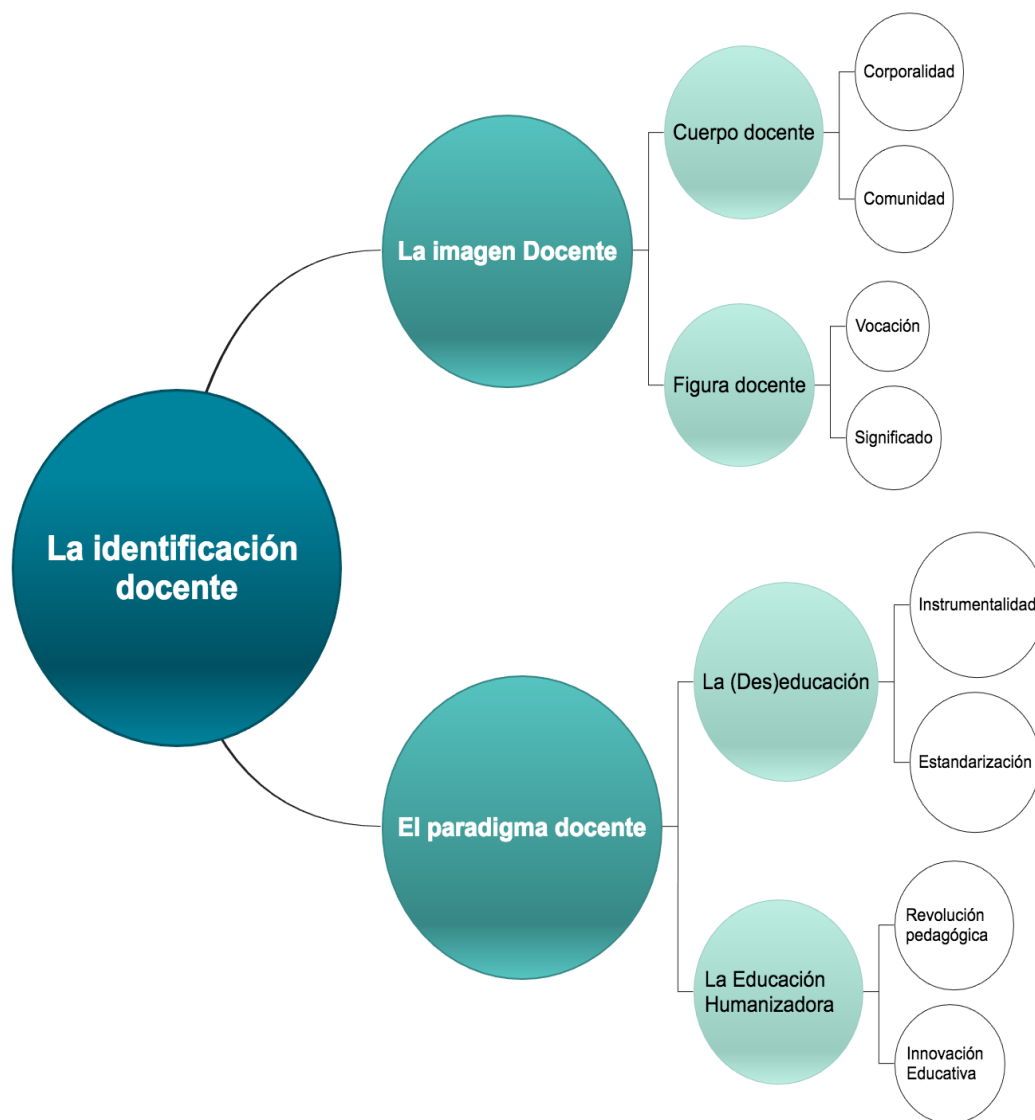 La identificación
docente
La imagen Docente
Cuerpo docente
Corporalidad
Comunidad
Figura docente
Vocación
Significado
El paradigma docente
La (Des)educación
Instrumentalidad
Estandarización
La Educación
Humanizadora
Revolución
pedagógica
Innovación
Educativa